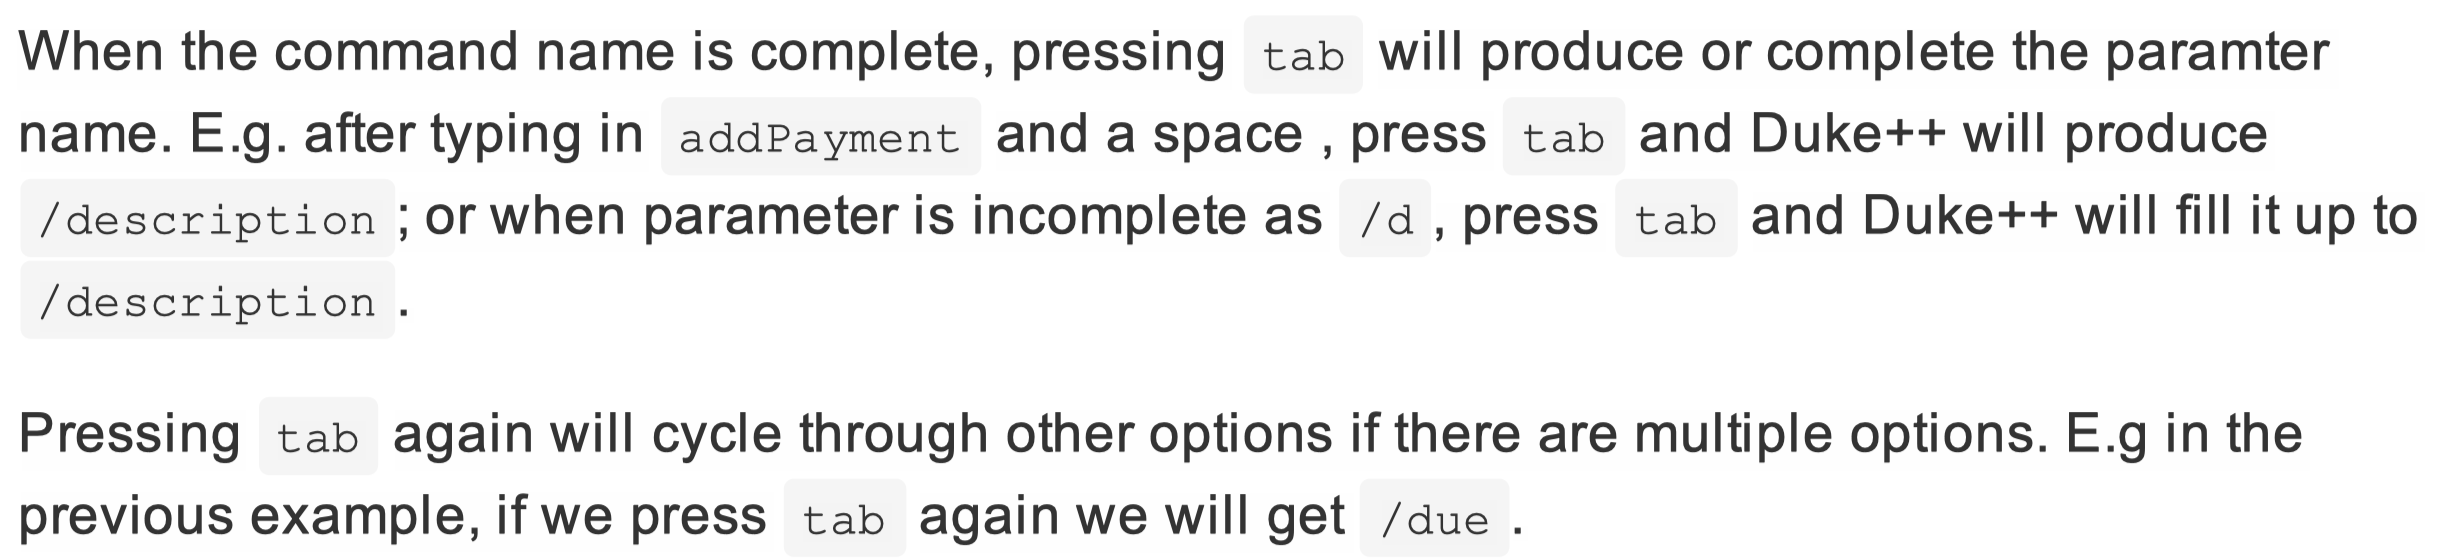 When the command name is complete, pressing tab will produce or complete the paramter
name. E.g. after typing in addPayment and a space , press tab and Duke++ will produce
/description ; or when parameter is incomplete as /d , press tab and Duke++ will fill it up to
/description .
Pressing tab again will cycle through other options if there are multiple options. E.g in the
previous example, if we press tab again we will get /due .